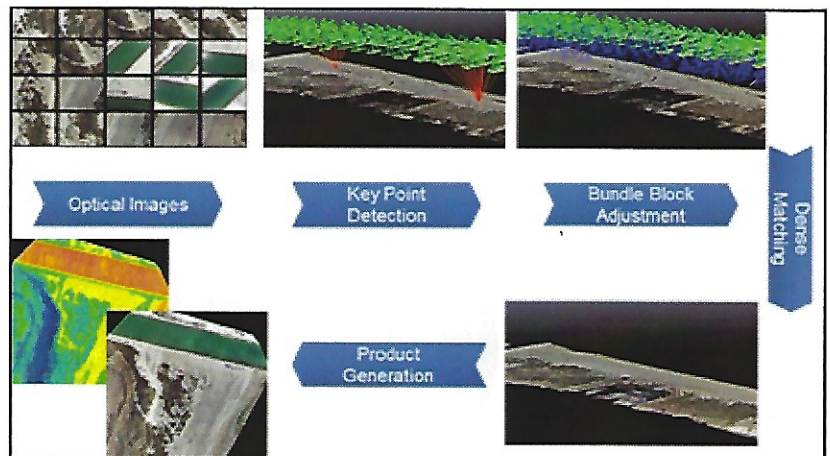 Optical Images
Key Point
Detection
Bundle Block
Adjustment
Dense
Matching
Product
Generation